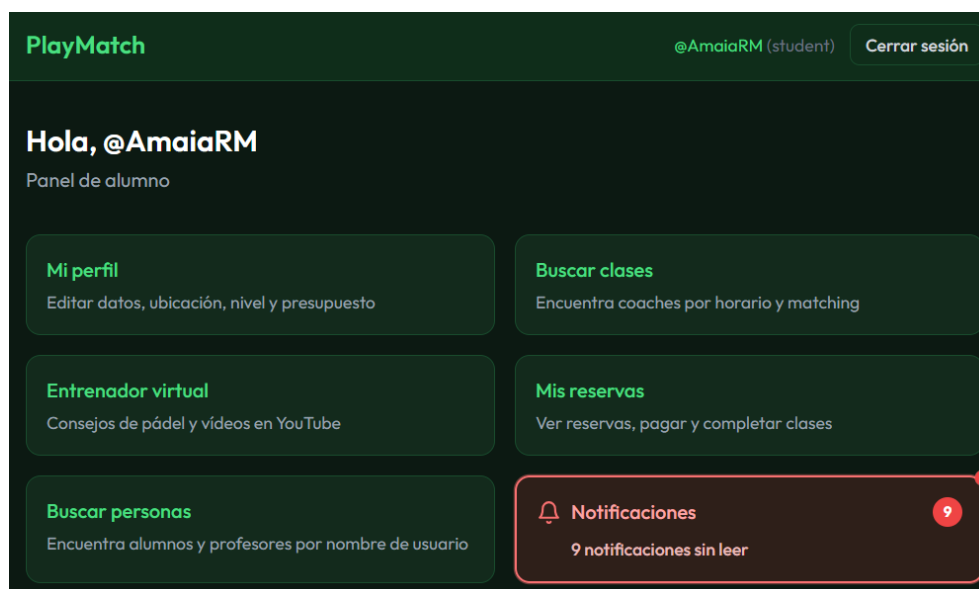 PlayMatch
@AmaiaRM (student)
Cerrar sesión
Hola, @AmaiaRM
Panel de alumno
Mi perfil
Editar datos, ubicación, nivel y presupuesto
Buscar clases
Encuentra coaches por horario y matching
Entrenador virtual
Consejos de pádel y vídeos en YouTube
Mis reservas
Ver reservas, pagar y completar clases
Buscar personas
Encuentra alumnos y profesores por nombre de usuario
Notificaciones
9
9 notificaciones sin leer